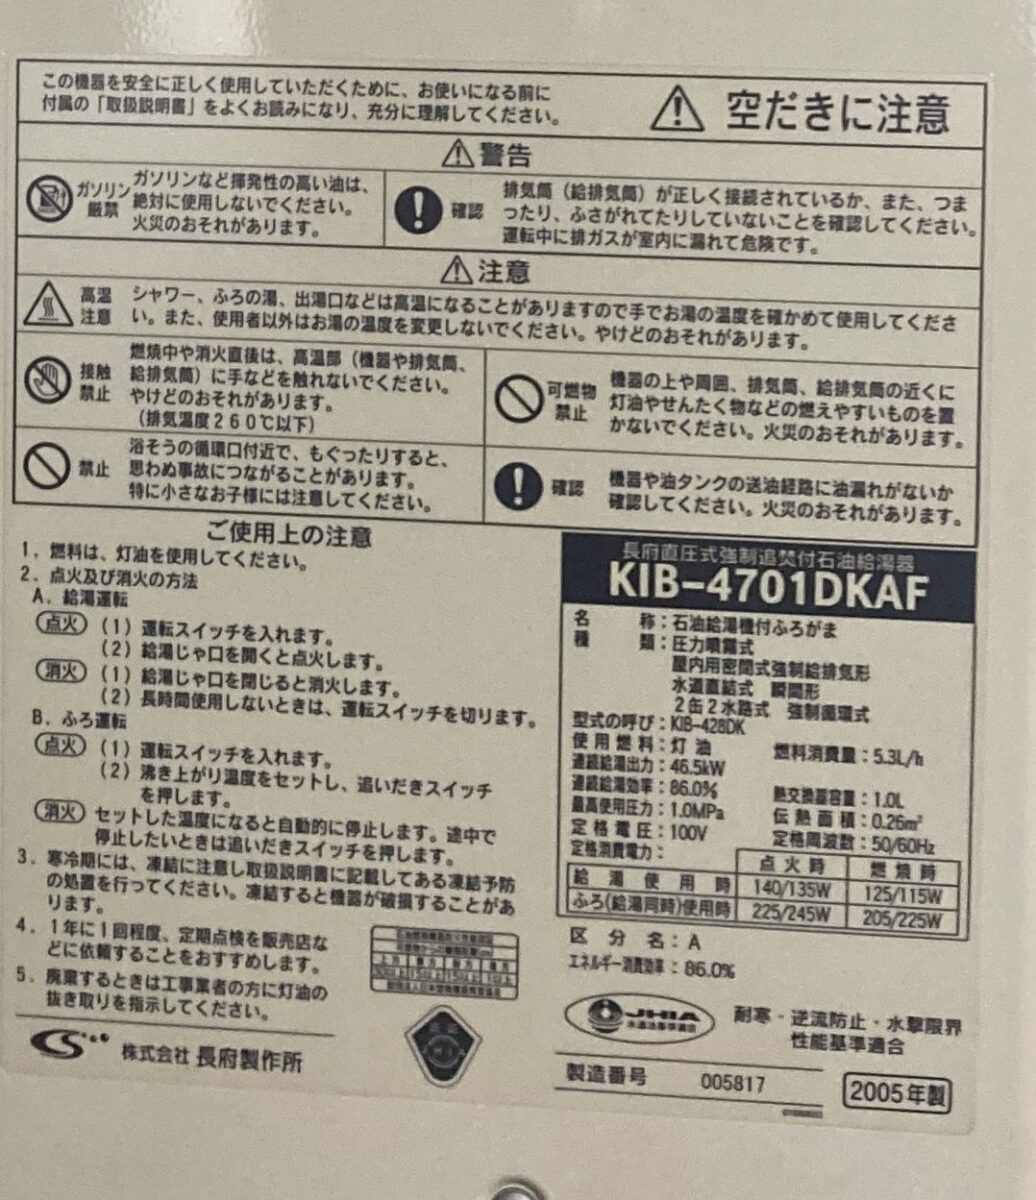 この機器を安全に正しく使用していただくために、お使いになる前に
付属の「取扱説明書」をよくお読みになり、充分に理解してください。
空だきに注意
警告
ガソリン
厳禁
ガソリンなど揮発性の高い油は、
絶対に使用しないでください。
火災のおそれがあります。
確認
排気筒（給排気筒）が正しく接続されているか、また、つま
ったり、ふさがれてたりしていないことを確認してください。
運転中に排ガスが室内に漏れて危険です。
注意
高温
注意
シャワー、ふろの湯、出湯口などは高温になることがありますので手でお湯の温度を確かめて使用してくださ
い。また、使用者以外はお湯の温度を変更しないでください。やけどのおそれがあります。
接触
禁止
燃焼中や消火直後は、高温部（機器や排気筒、
給排気筒）に手などを触れないでください。
やけどのおそれがあります。
（排気温度２６０℃以下）
可燃物
禁止
機器の上や周囲、排気筒、給排気筒の近くに
灯油やせんたく物などの燃えやすいものを置
かないでください。火災のおそれがあります。
禁止
浴そうの循環口付近で、もぐったりすると、
思わぬ事故につながることがあります。
特に小さなお子様には注意してください。
確認
機器や油タンクの送油経路に油漏れがないか
確認してください。火災のおそれがあります。
ご使用上の注意
1．燃料は、灯油を使用してください。
2．点火及び消火の方法
A．給湯運転
点火 (1) 運転スイッチを入れます。
(2) 給湯じゃ口を開くと点火します。
消火 (1) 給湯じゃ口を閉じると消火します。
(2) 長時間使用しないときは、運転スイッチを切ります。
B．ふろ運転
点火 (1) 運転スイッチを入れます。
(2) 沸き上がり温度をセットし、追いだきスイッチ
を押します。
消火 セットした温度になると自動的に停止します。途中で
停止したいときは追いだきスイッチを押します。
3．寒冷期には、凍結に注意し取扱説明書に記載してある凍結予防
の処置を行ってください。凍結すると機器が破損することがあ
ります。
4．1年に1回程度、定期点検を販売店な
どに依頼することをおすすめします。
5．廃棄するときは工事業者の方に灯油の
抜き取りを指示してください。
株式会社 長府製作所
長府直圧式強制追焚付石油給湯器
KIB-4701DKAF
名称：石油給湯機付ふろがま
種類：圧力噴霧式
屋内用密閉式強制給排気形
水道直結式 瞬間形
２缶２水路式 強制循環式
型式の呼び：KIB-428DK
使用燃料：灯油 燃料消費量：5.3L/h
連続給湯出力：46.5kW
連続給湯効率：86.0% 熱交換器容量：1.0L
最高使用圧力：1.0MPa 伝熱面積：0.26m²
定格電圧：100V 定格周波数：50/60Hz
定格消費電力：
点火時 燃焼時
給湯使用時 140/135W 125/115W
ふろ(給湯同時)使用時 225/245W 205/225W
区分名：A
エネルギー消費効率：86.0%
JHIA
耐寒・逆流防止・水撃限界
性能基準適合
製造番号 005817
2005年製